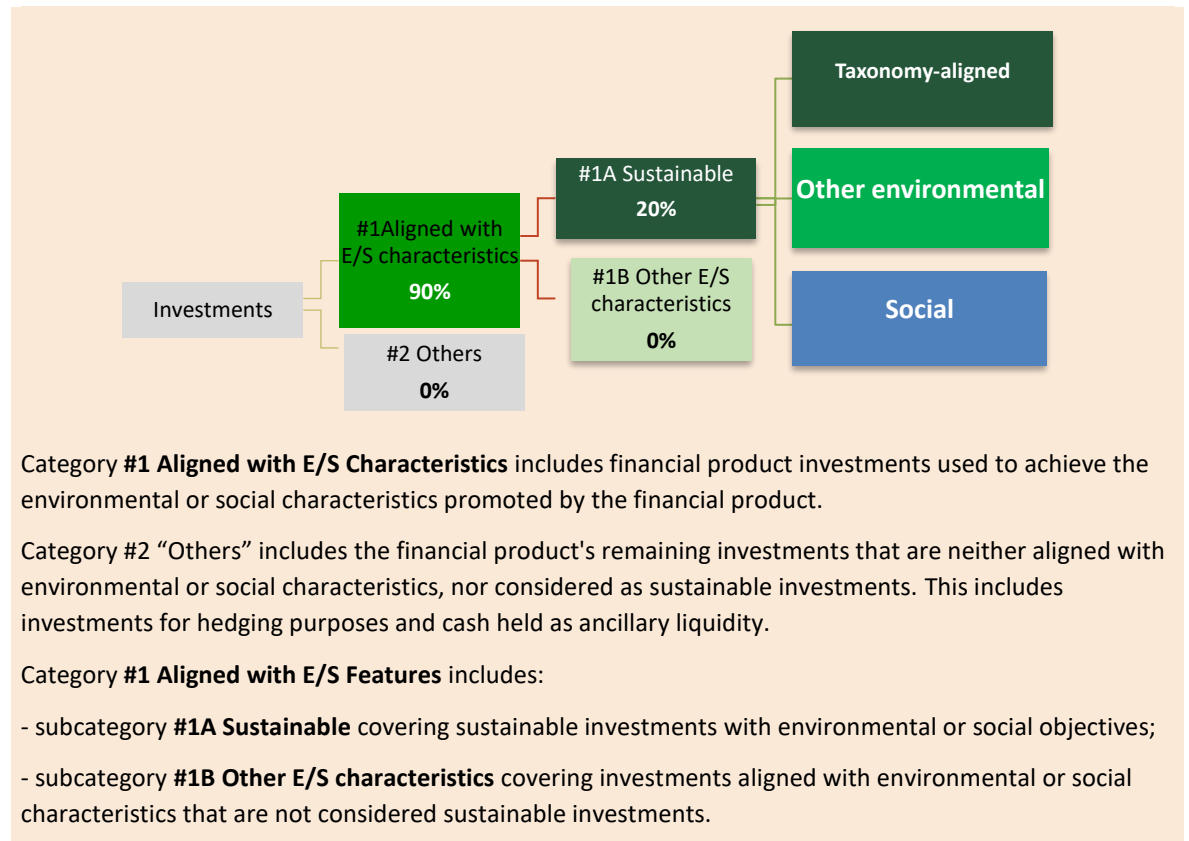 Taxonomy-aligned
#1A Sustainable
20%
Other environmental
#1Aligned with
E/S characteristics
90%
#1B Other E/S
characteristics
0%
Investments
Social
#2 Others
0%
Category #1 Aligned with E/S Characteristics includes financial product investments used to achieve the
environmental or social characteristics promoted by the financial product.
Category #2 “Others” includes the financial product's remaining investments that are neither aligned with
environmental or social characteristics, nor considered as sustainable investments. This includes
investments for hedging purposes and cash held as ancillary liquidity.
Category #1 Aligned with E/S Features includes:
- subcategory #1A Sustainable covering sustainable investments with environmental or social objectives;
- subcategory #1B Other E/S characteristics covering investments aligned with environmental or social
characteristics that are not considered sustainable investments.